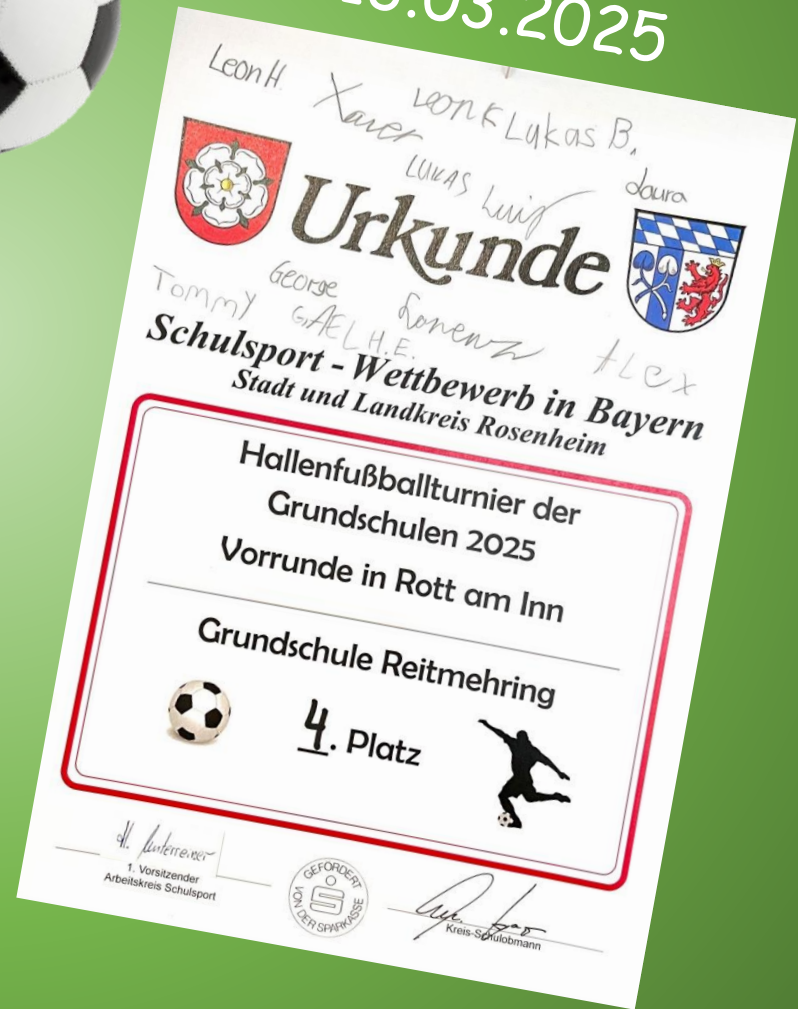 .03.2025
Leon H.
Xaver
Leon K
Lukas B.
LUKAS
Luis
Laura
Urkunde
Tommy
George
GAEL H.E.
Lorenz
ALex
Schulsport - Wettbewerb in Bayern
Stadt und Landkreis Rosenheim
Hallenfußballturnier der
Grundschulen 2025
Vorrunde in Rott am Inn
Grundschule Reitmehring
4. Platz
1. Vorsitzender
Arbeitskreis Schulsport
GEFÖRDERT
VON DER SPARKASSE
Kreis-Schulobmann